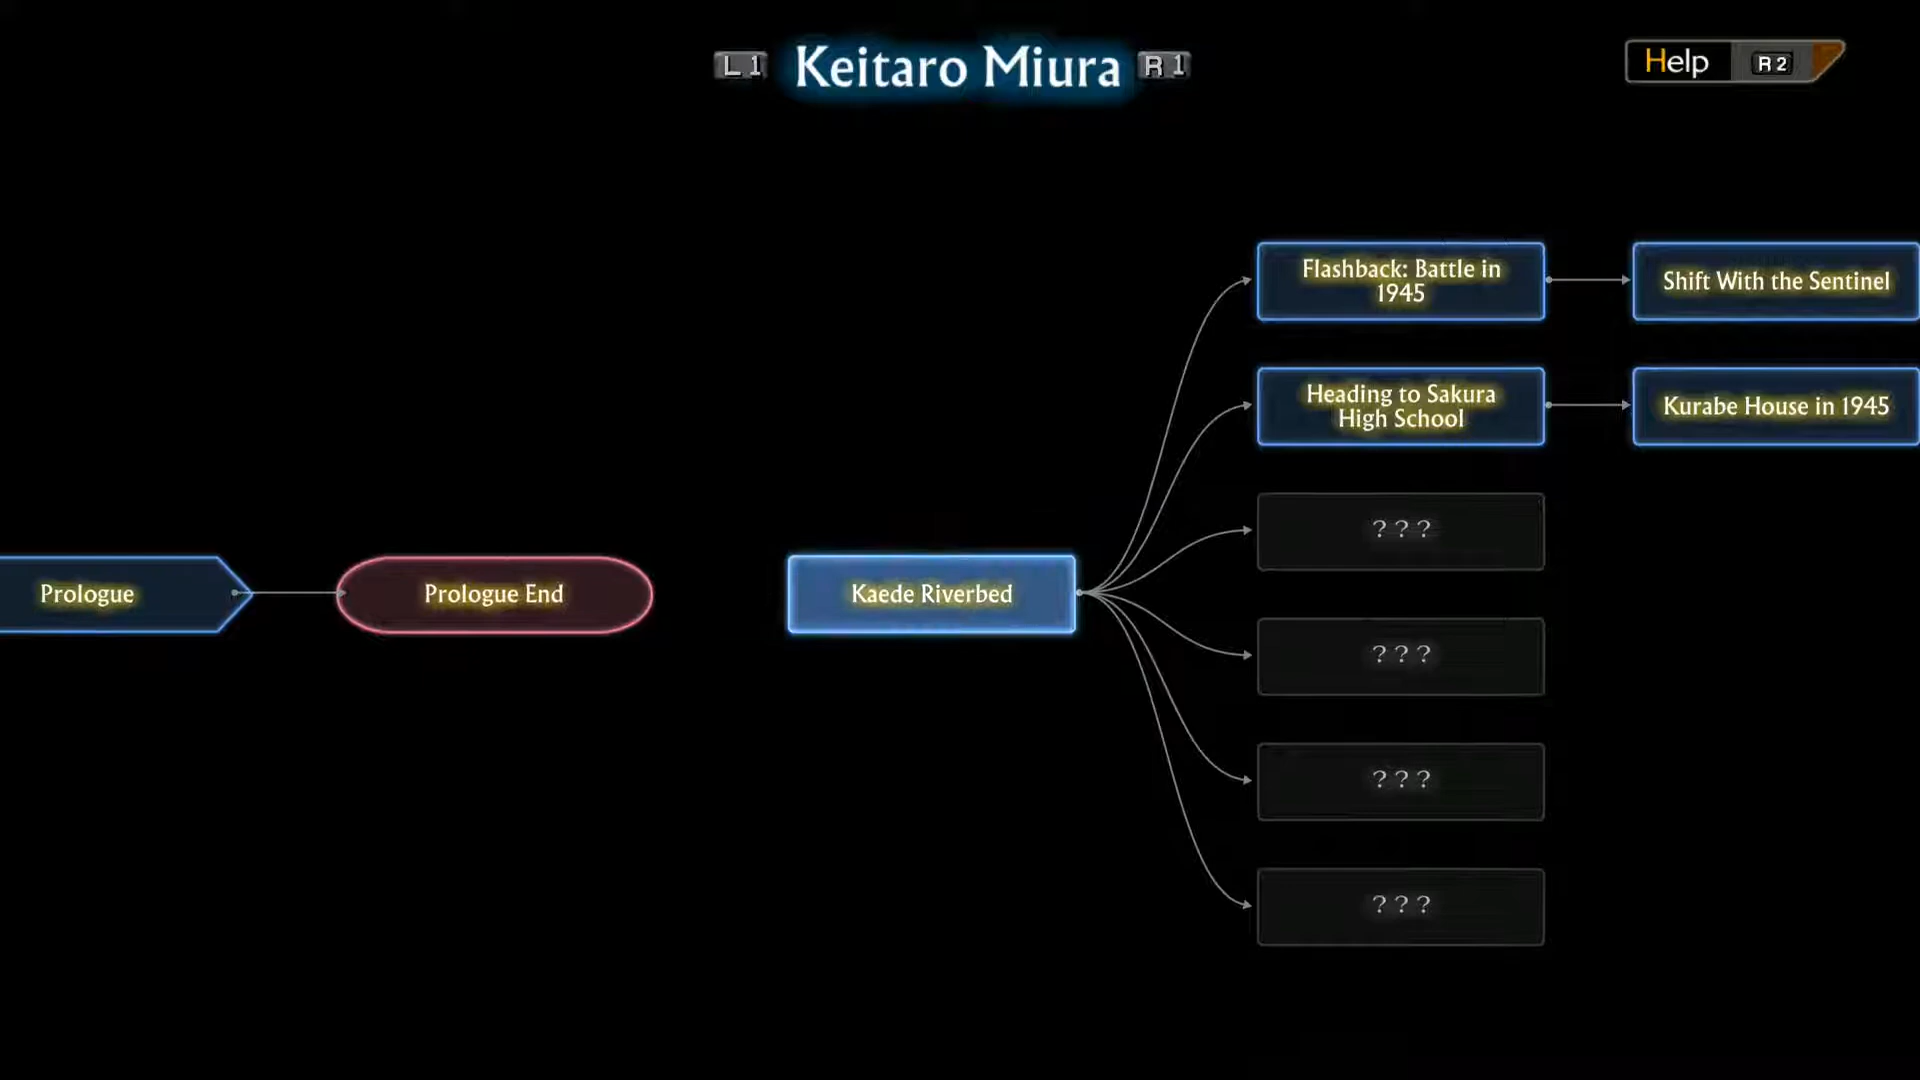 L1 Keitaro Miura R1
Help R2
Flashback: Battle in
1945
Shift With the Sentinel
Heading to Sakura
High School
Kurabe House in 1945
???
Prologue
Prologue End
Kaede Riverbed
???
???
???